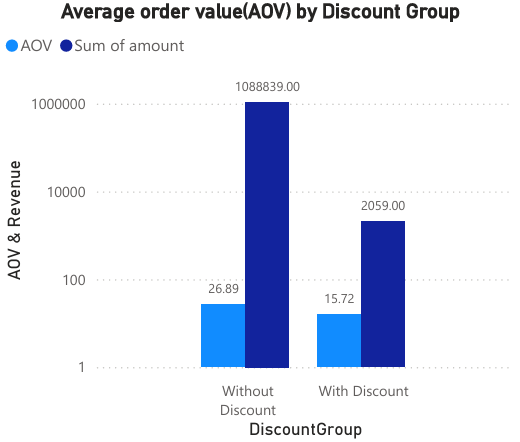 Average order value(AOV) by Discount Group
AOV Sum of amount
AOV & Revenue
1000000
10000
100
1
1088839.00
26.89
2059.00
15.72
Without
Discount
With Discount
DiscountGroup